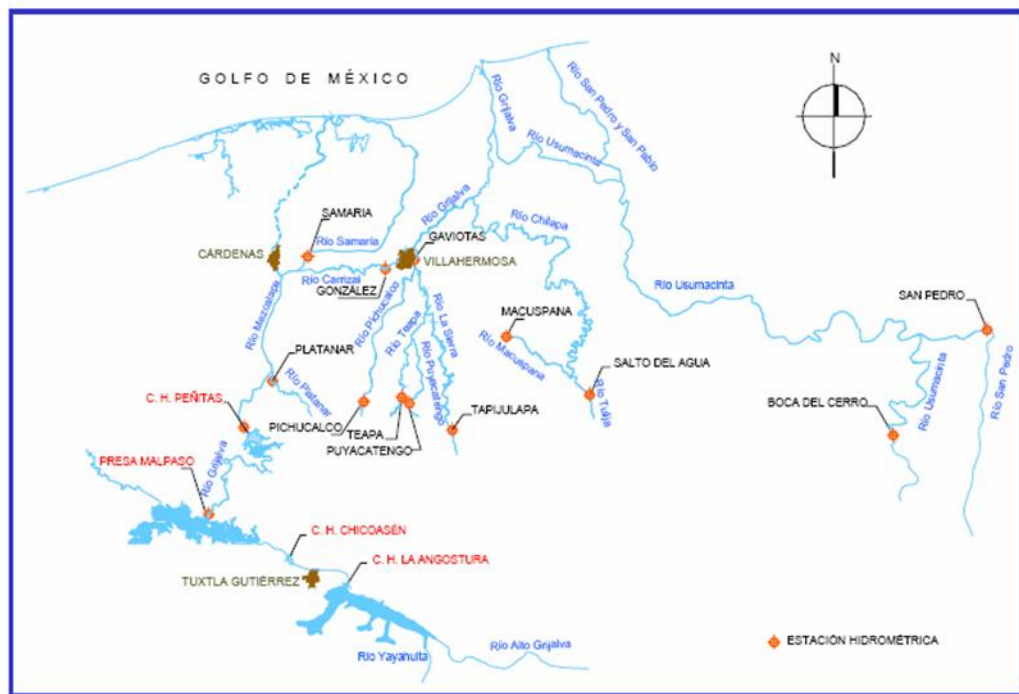 GOLFO DE MÉXICO
N
Río Grijalva
Río San Pedro y San Pablo
Río Usumacinta
SAMARIA
Río Grijalva
Río Chilapa
CÁRDENAS
Río Samaría
GAVIOTAS
VILLAHERMOSA
Río Carrizal
GONZÁLEZ
Río Usumacinta
SAN PEDRO
Río Mezcalapa
Río Pichucalco
Río Teapa
Río La Sierra
MACUSPANA
Río Puyacatengo
Río Macuspana
PLATANAR
Río Platanar
SALTO DEL AGUA
Río Tulija
Río Usumacinta
Río San Pedro
C. H. PEÑITAS
BOCA DEL CERRO
PICHUCALCO
TEAPA
TAPIJULAPA
PUYACATENGO
PRESA MALPASO
Río Grijalva
C. H. CHICOASÉN
C. H. LA ANGOSTURA
TUXTLA GUTIÉRREZ
ESTACIÓN HIDROMÉTRICA
Río Alto Grijalva
Río Yayahuita